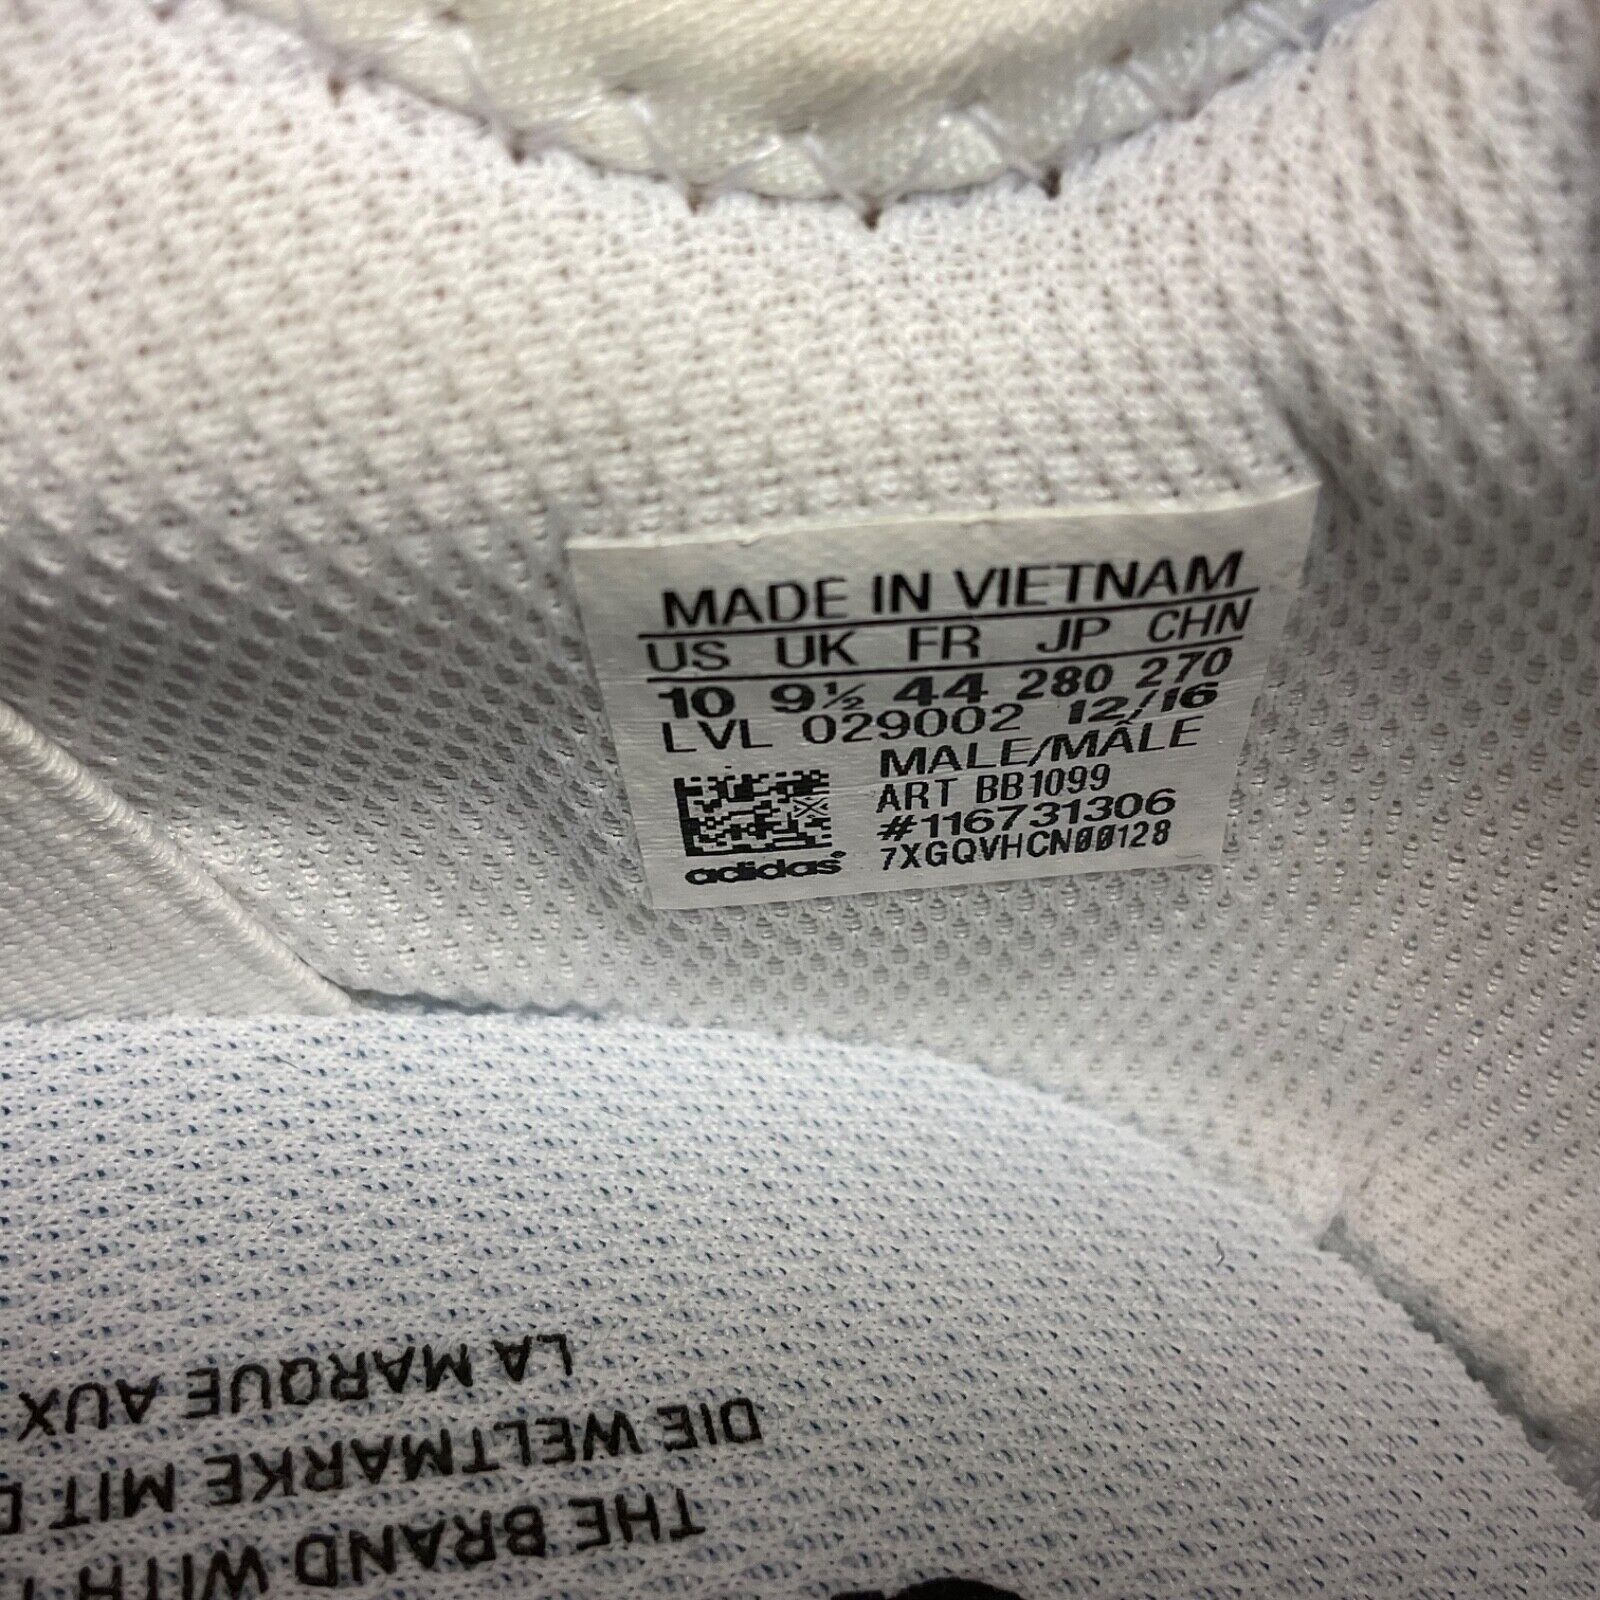 MADE IN VIETNAM
US UK FR JP CHN
10 9½ 44 280 270
LVL 029002 12/16
MALE/MÂLE
ART BB1099
#116731306
7XGQVHCN00128
adidas
LA MARQUE AUX
DIE WELTMARKE MIT D
THE BRAND WITH T